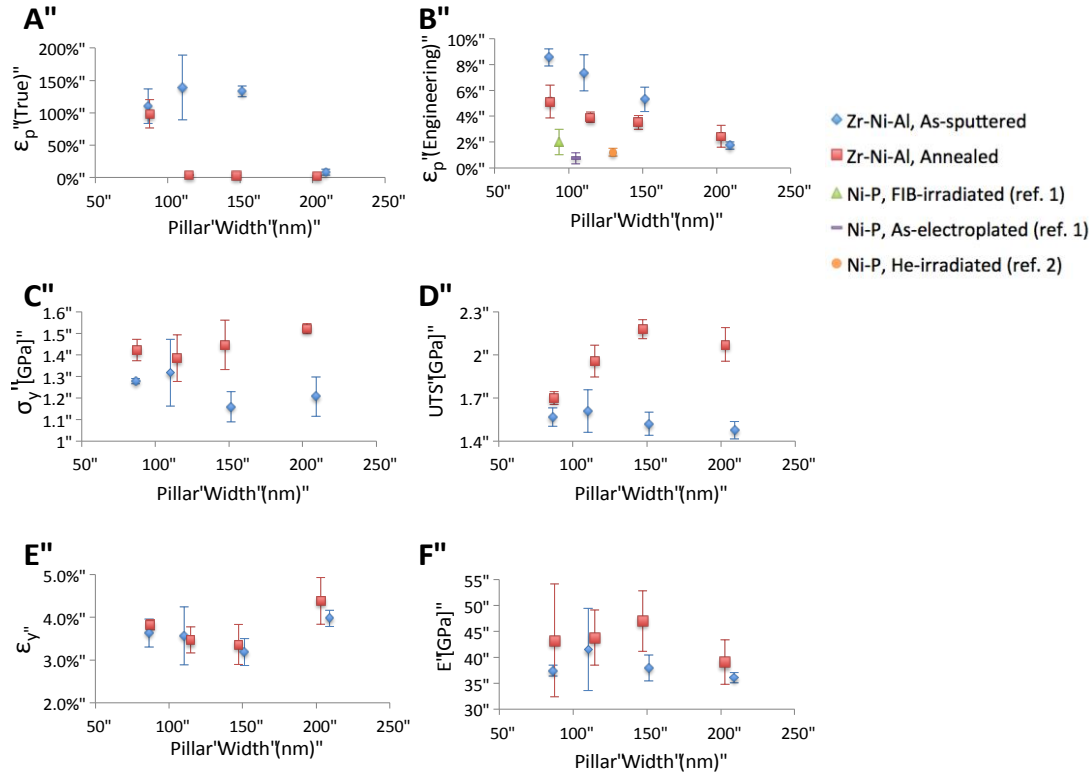 A"
200%"
150%"
100%"
50%"
0%"
50" 100" 150" 200" 250"
εp"(True)"
Pillar'Width"(nm)"
B"
10%"
8%"
6%"
4%"
2%"
0%"
50" 100" 150" 200" 250"
εp"(Engineering)"
Pillar'Width"(nm)"
Zr-Ni-Al, As-sputtered
Zr-Ni-Al, Annealed
Ni-P, FIB-irradiated (ref. 1)
Ni-P, As-electroplated (ref. 1)
Ni-P, He-irradiated (ref. 2)
C"
1.6"
1.5"
1.4"
1.3"
1.2"
1.1"
1"
50" 100" 150" 200" 250"
σy"[GPa]"
Pillar'Width"(nm)"
D"
2.3"
2"
1.7"
1.4"
50" 100" 150" 200" 250"
UTS"[GPa]"
Pillar'Width"(nm)"
E"
5.0%"
4.0%"
3.0%"
2.0%"
50" 100" 150" 200" 250"
εy"
Pillar'Width"(nm)"
F"
55"
50"
45"
40"
35"
30"
50" 100" 150" 200" 250"
E"[GPa]"
Pillar'Width"(nm)"